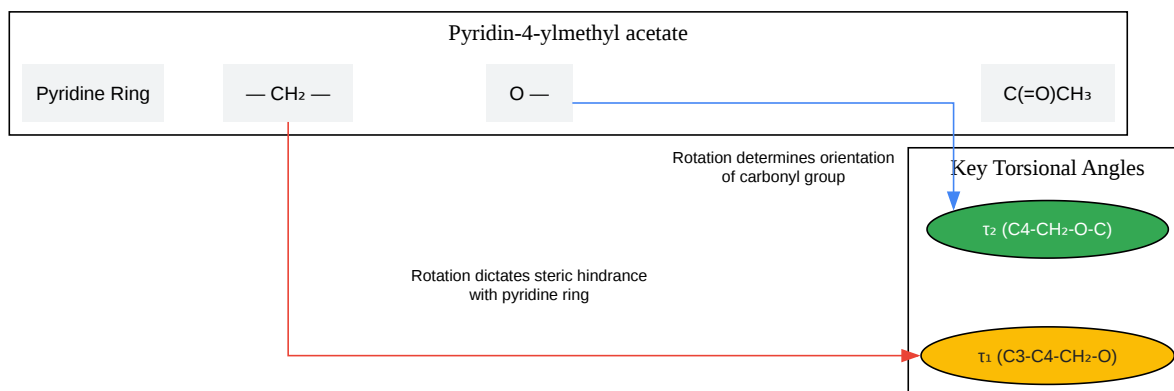 Pyridin-4-ylmethyl acetate
Pyridine Ring
— CH₂ —
O —
C(=O)CH₃
Rotation determines orientation
of carbonyl group
Key Torsional Angles
τ₂ (C4-CH₂-O-C)
Rotation dictates steric hindrance
with pyridine ring
τ₁ (C3-C4-CH₂-O)